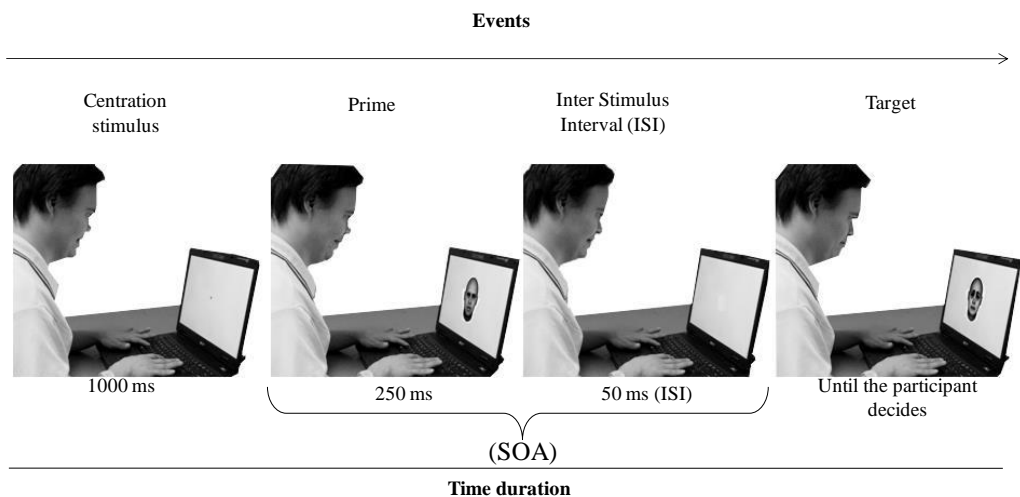 Events
Centration
stimulus
Prime
Inter Stimulus
Interval (ISI)
Target
1000 ms
250 ms
50 ms (ISI)
Until the participant
decides
(SOA)
Time duration